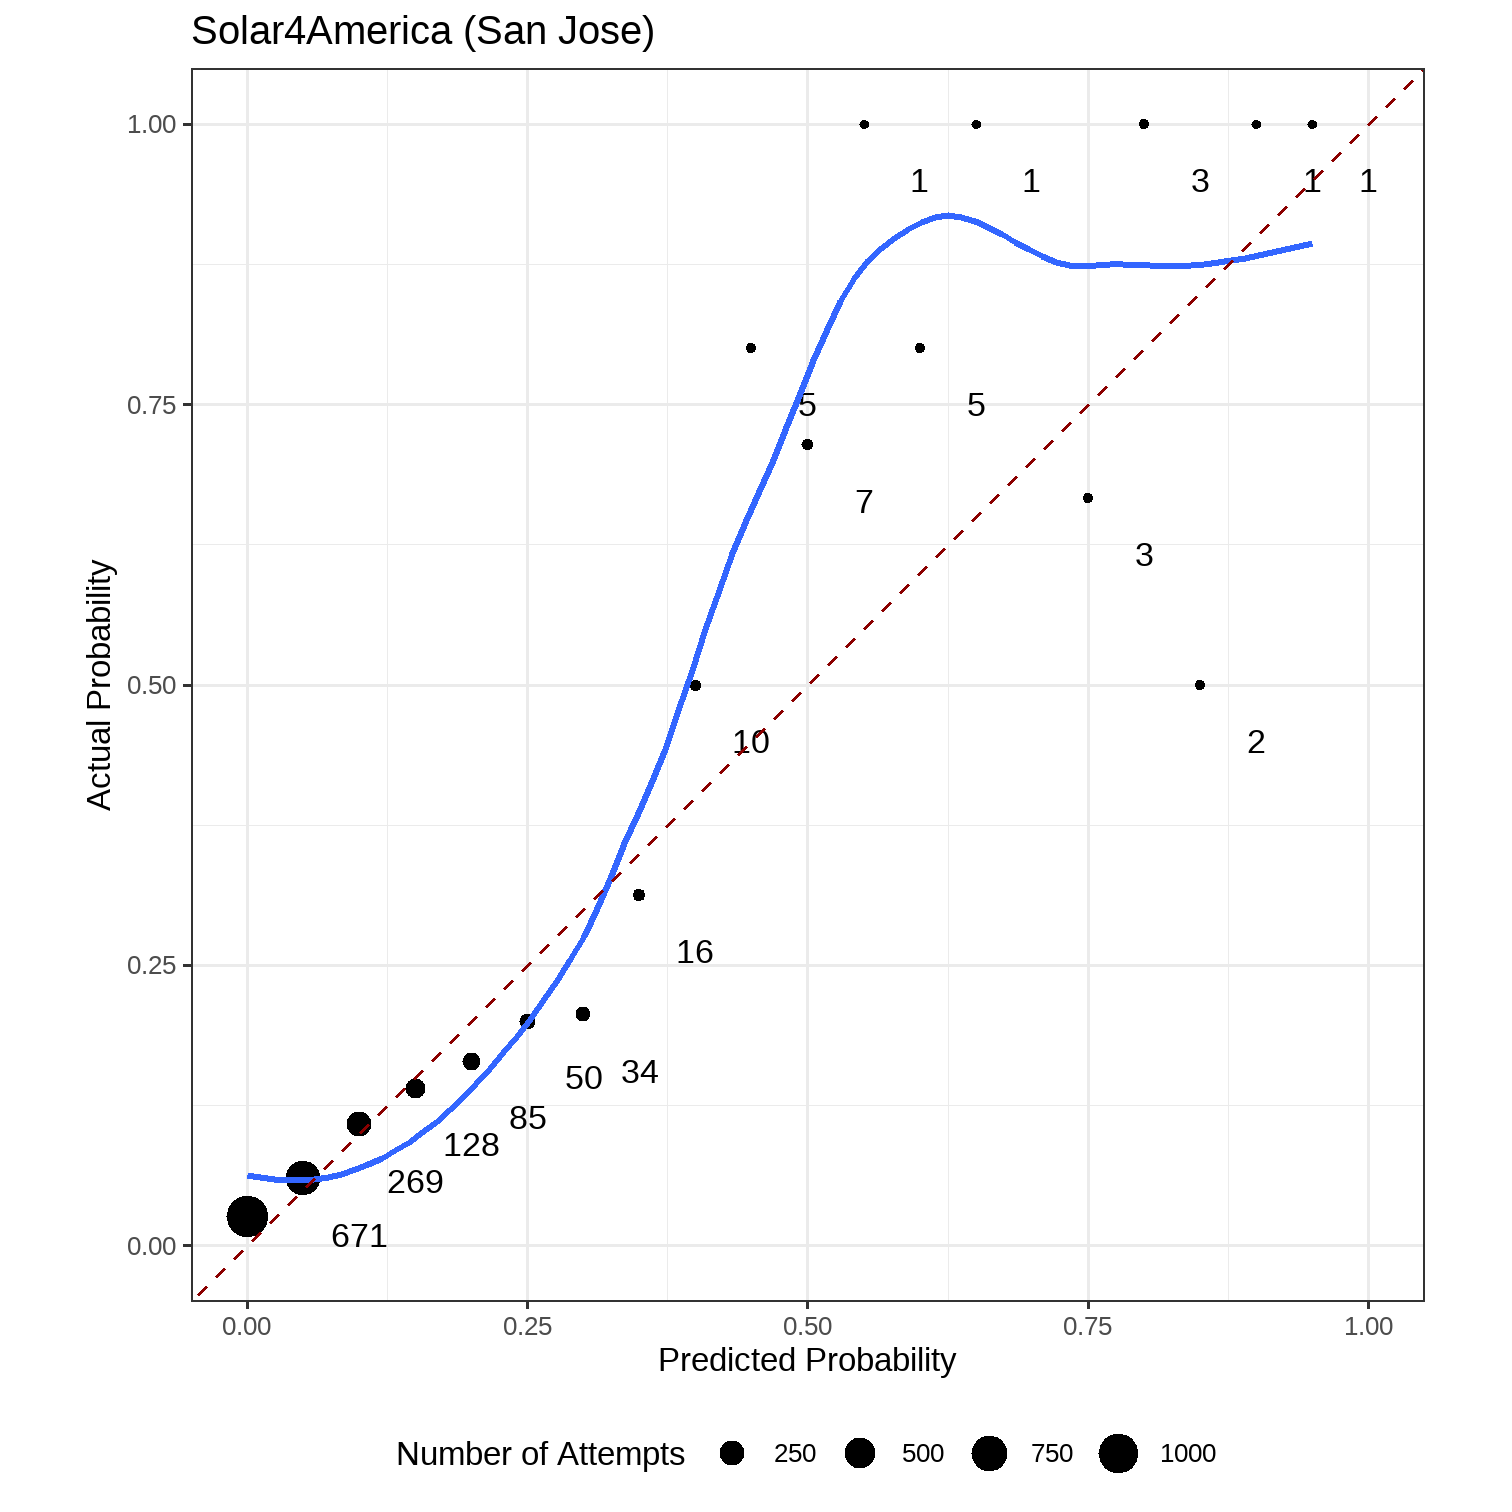 Solar4America (San Jose)
1.00
1 1 3 1 1
0.75
5 5
7
3
0.50
10 2
0.25
16
50 34
85
128
269
671
0.00
0.00 0.25 0.50 0.75 1.00
Actual Probability
Predicted Probability
Number of Attempts 250 500 750 1000